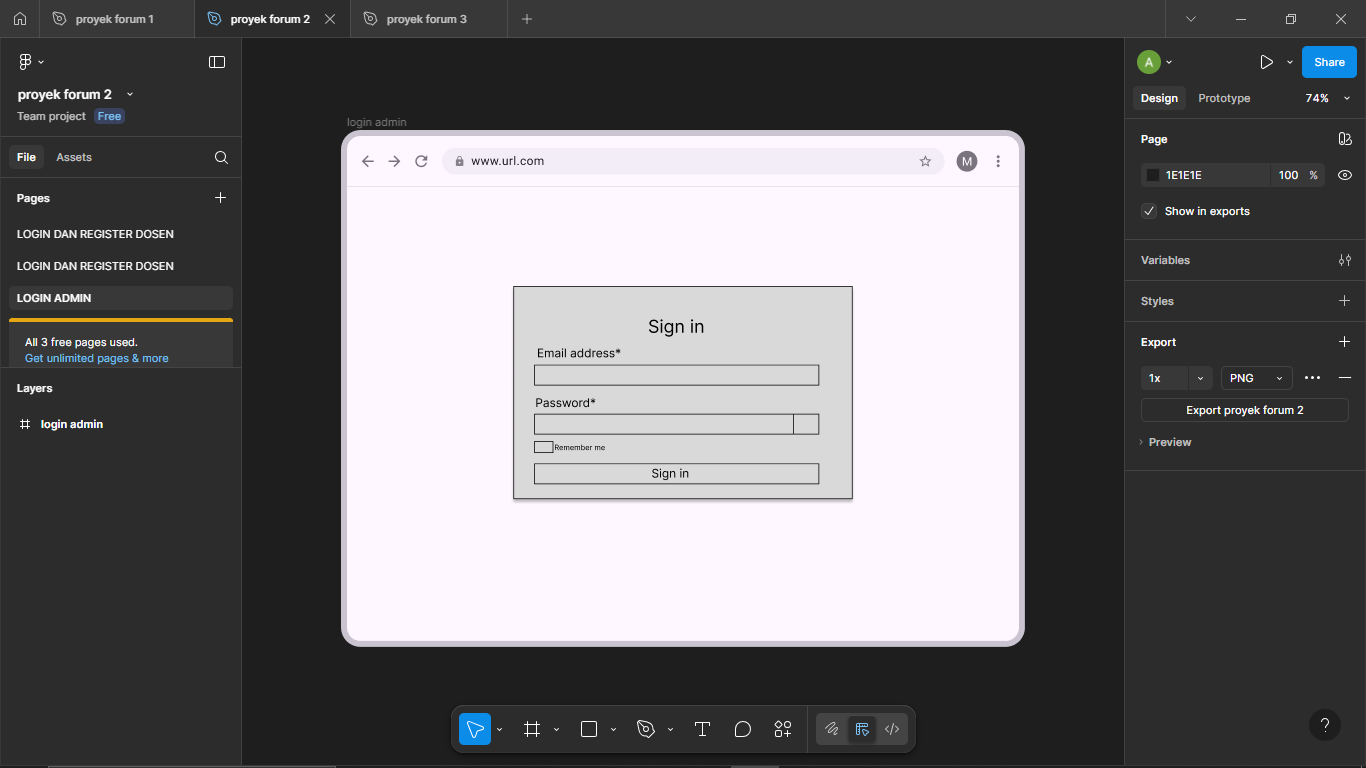 proyek forum 1
proyek forum 2
proyek forum 3
proyek forum 2
Team project Free
File Assets
Pages
LOGIN DAN REGISTER DOSEN
LOGIN DAN REGISTER DOSEN
LOGIN ADMIN
All 3 free pages used.
Get unlimited pages & more
Layers
login admin
login admin
www.url.com
M
Sign in
Email address*
Password*
Remember me
Sign in
A
Share
Design Prototype 74%
Page
1E1E1E 100 %
Show in exports
Variables
Styles
Export
1x PNG
Export proyek forum 2
Preview
?